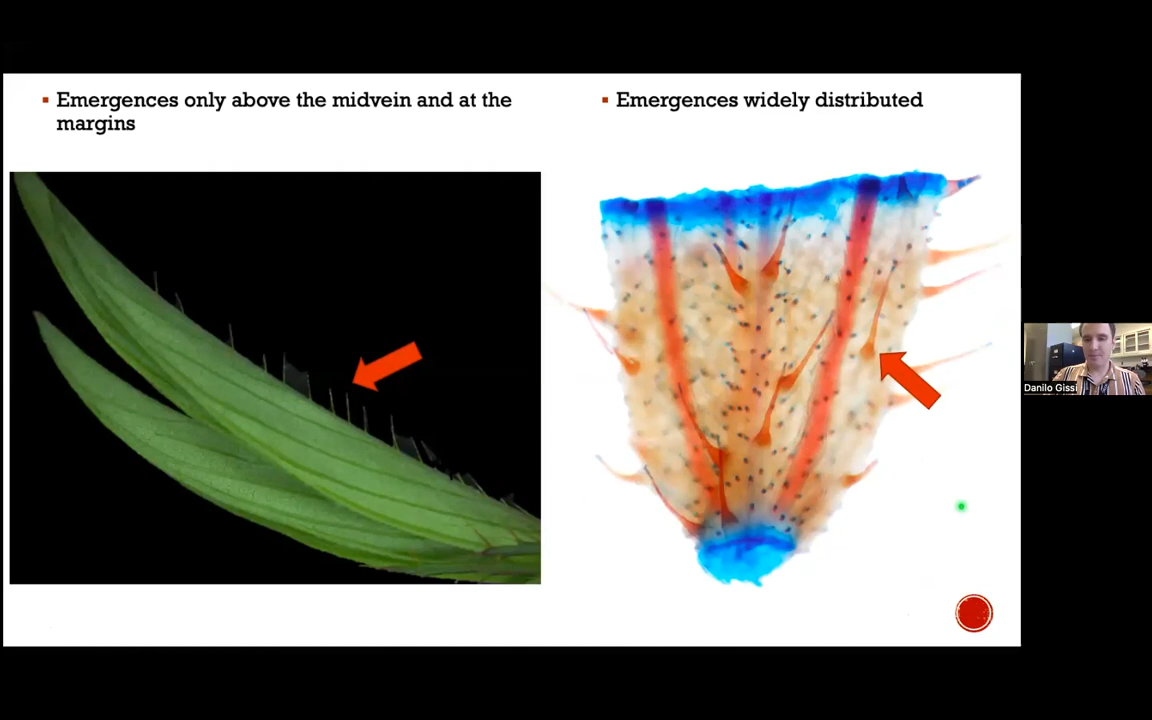 Emergences only above the midvein and at the
margins
Emergences widely distributed
Danilo Gissi